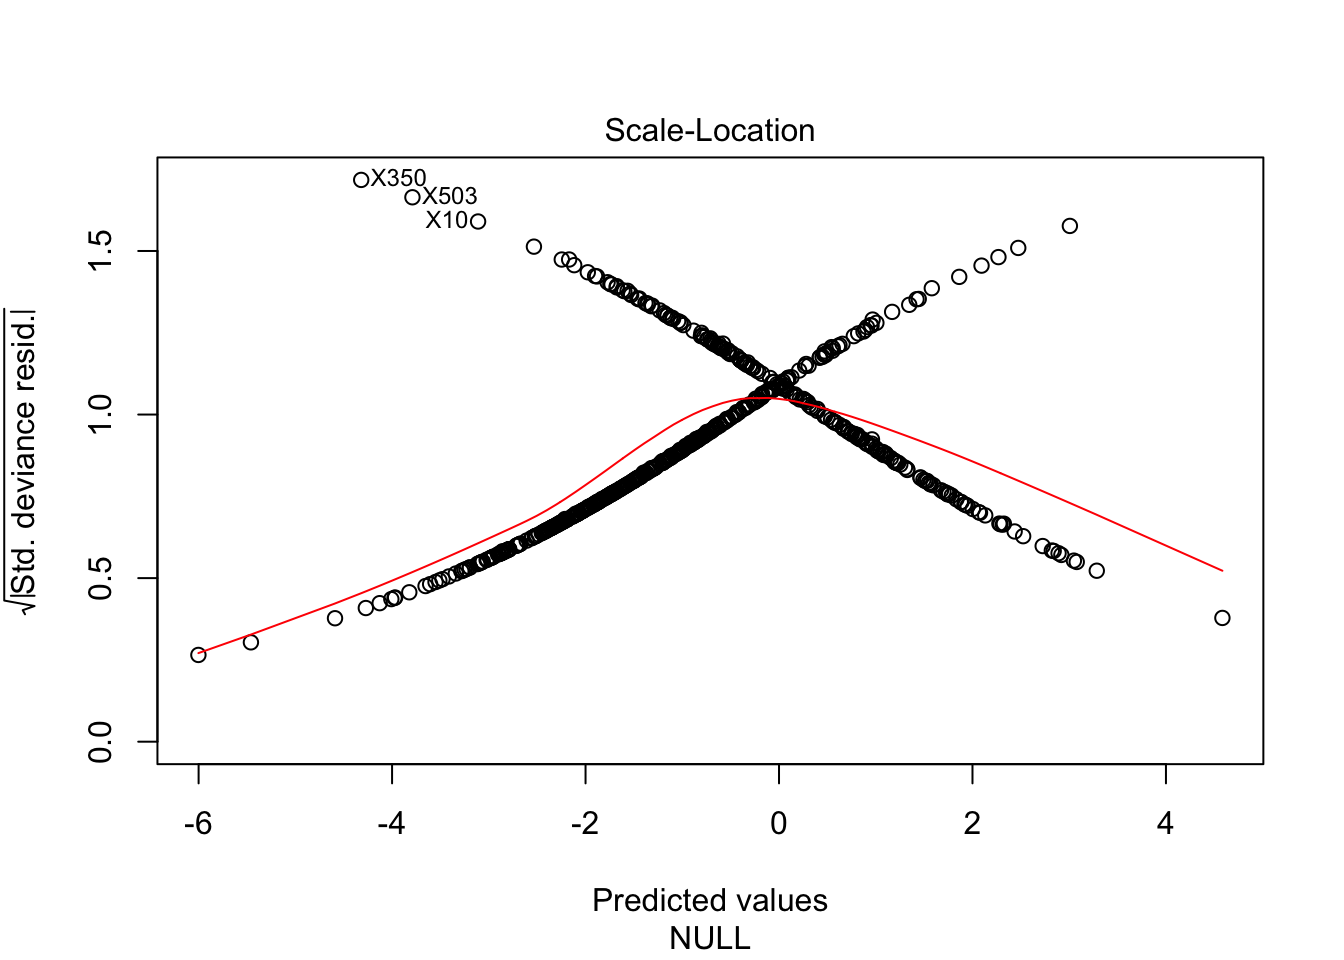 Scale-Location
X350
X503
X10
√|Std. deviance resid.|
1.5
1.0
0.5
0.0
-6 -4 -2 0 2 4
Predicted values
NULL